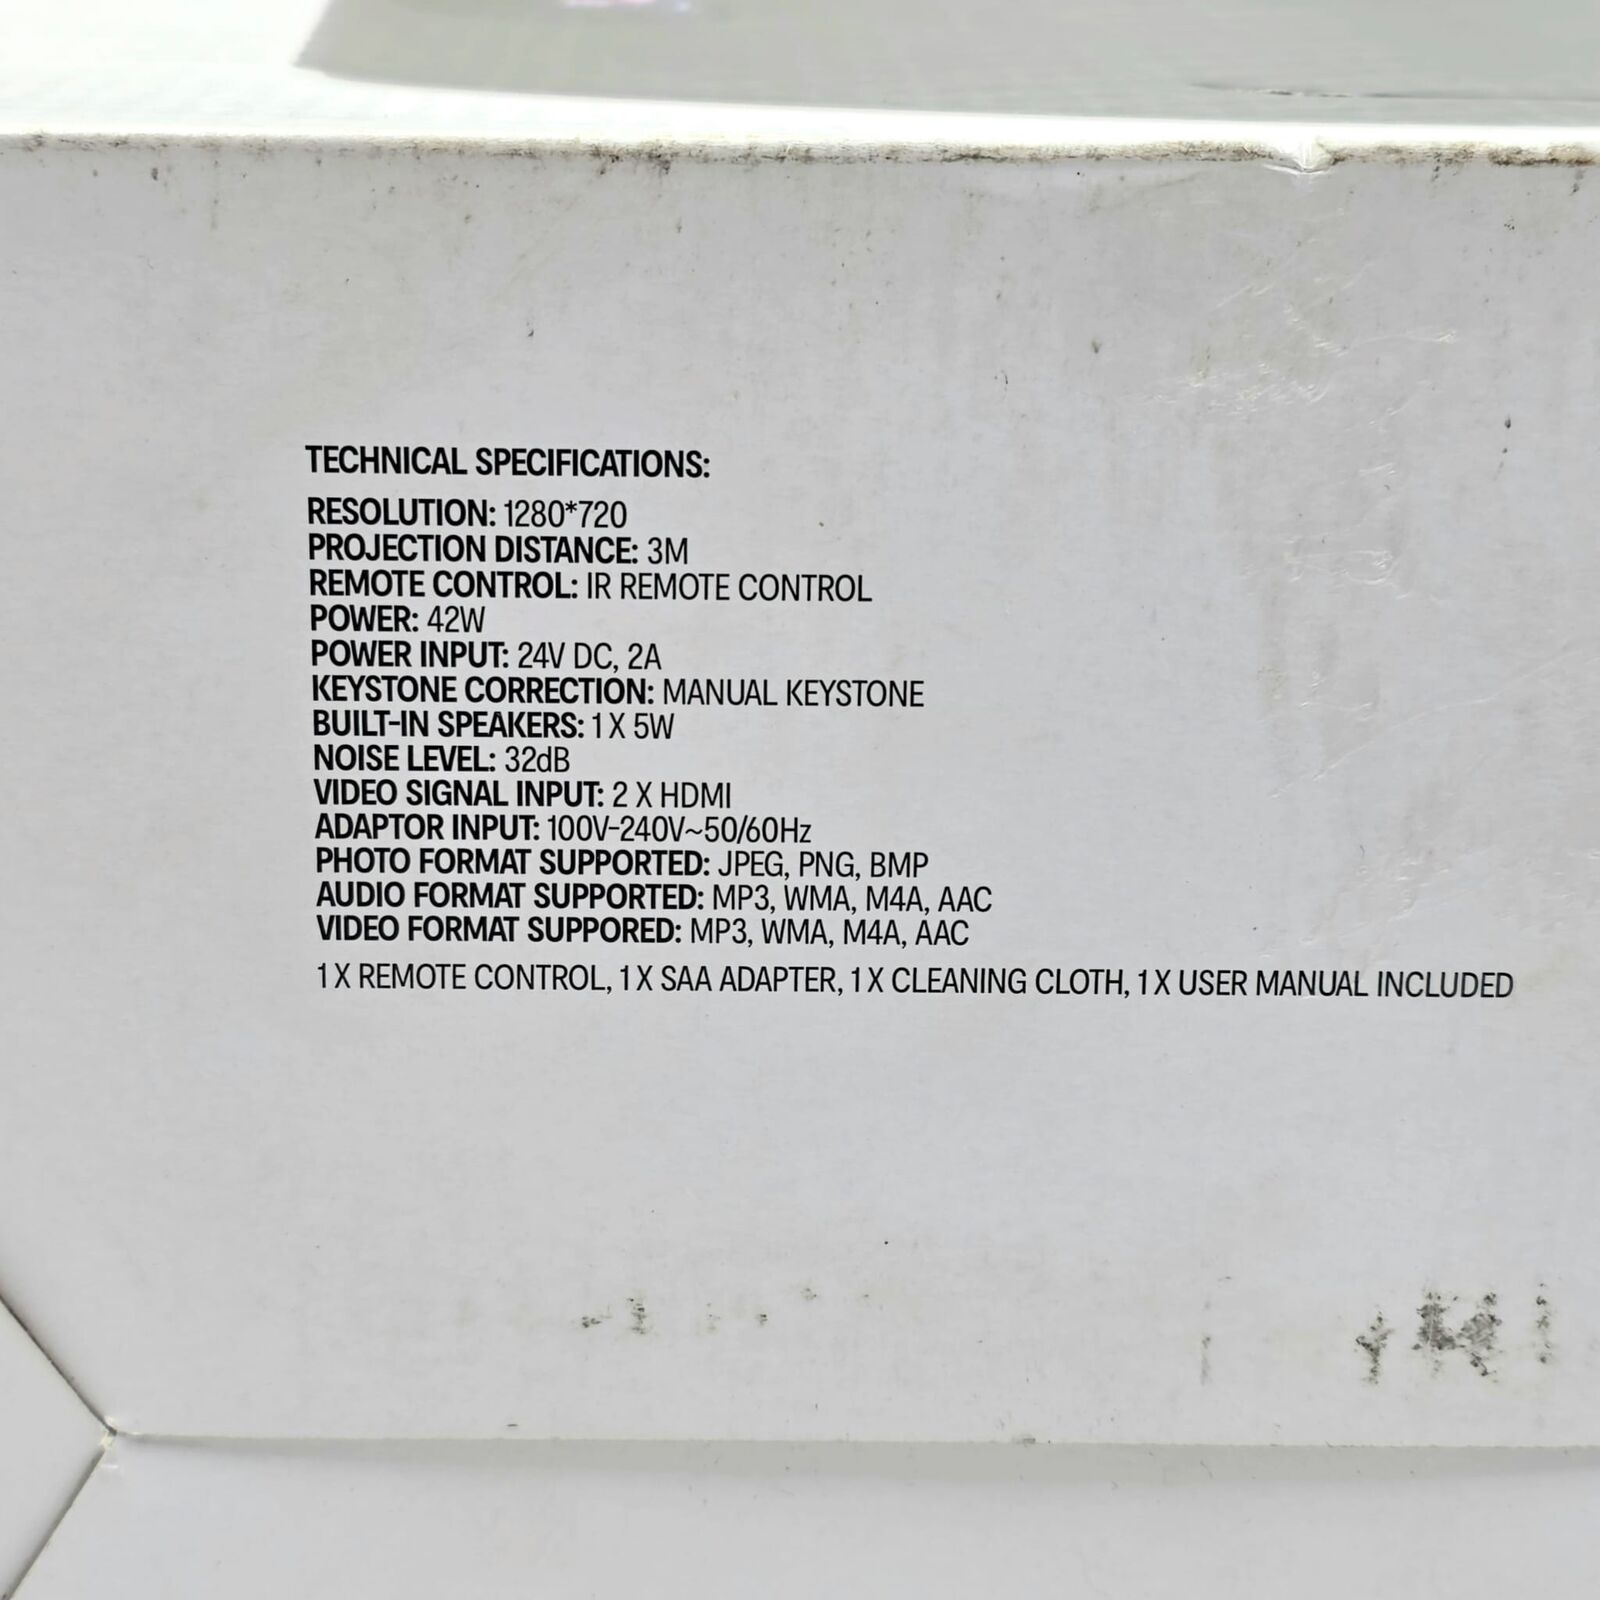 TECHNICAL SPECIFICATIONS:
RESOLUTION: 1280*720
PROJECTION DISTANCE: 3M
REMOTE CONTROL: IR REMOTE CONTROL
POWER: 42W
POWER INPUT: 24V DC, 2A
KEYSTONE CORRECTION: MANUAL KEYSTONE
BUILT-IN SPEAKERS: 1 X 5W
NOISE LEVEL: 32dB
VIDEO SIGNAL INPUT: 2 X HDMI
ADAPTOR INPUT: 100V-240V~50/60Hz
PHOTO FORMAT SUPPORTED: JPEG, PNG, BMP
AUDIO FORMAT SUPPORTED: MP3, WMA, M4A, AAC
VIDEO FORMAT SUPPORED: MP3, WMA, M4A, AAC
1 X REMOTE CONTROL, 1 X SAA ADAPTER, 1 X CLEANING CLOTH, 1 X USER MANUAL INCLUDED